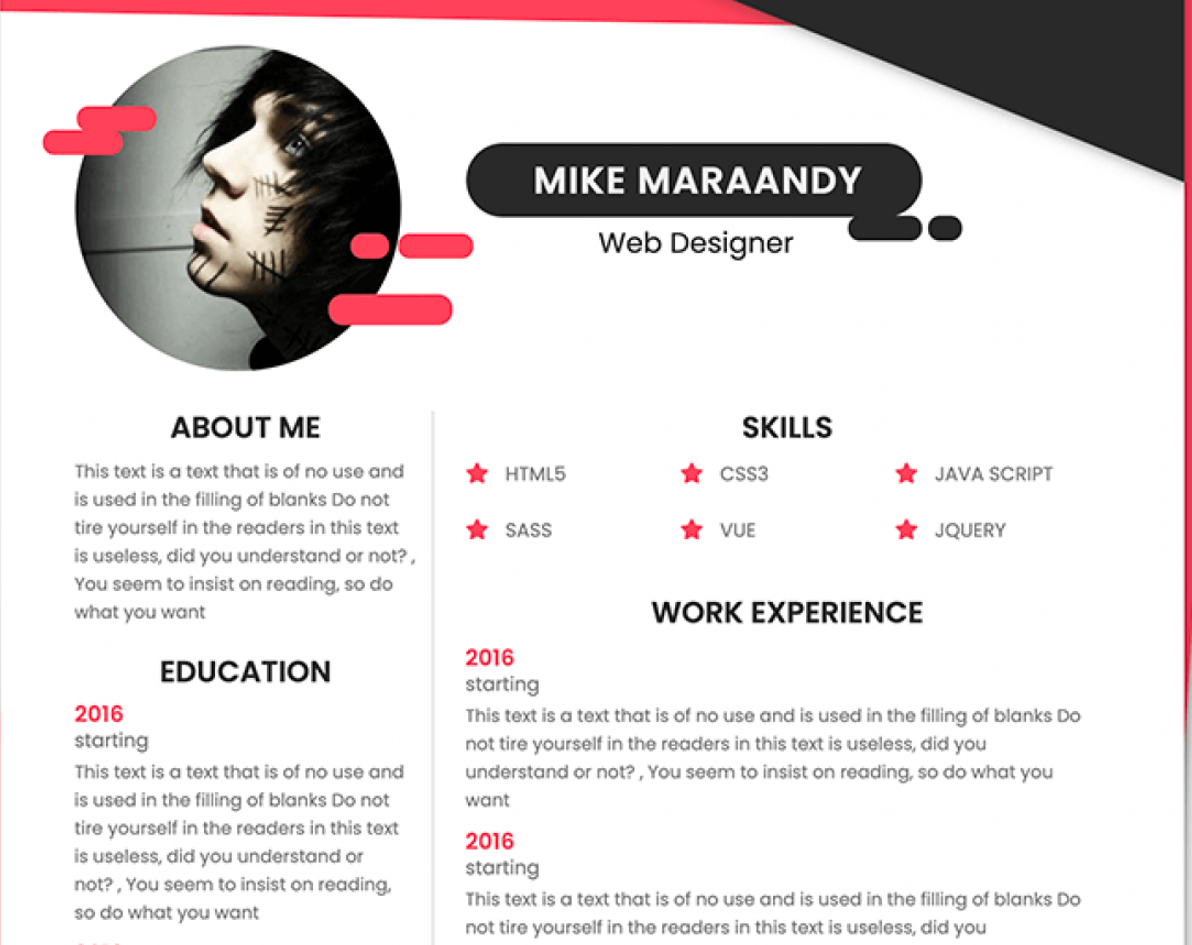 MIKE MARAANDY
Web Designer
ABOUT ME
This text is a text that is of no use and
is used in the filling of blanks Do not
tire yourself in the readers in this text
is useless, did you understand or not? ,
You seem to insist on reading, so do
what you want
EDUCATION
2016
starting
This text is a text that is of no use and
is used in the filling of blanks Do not
tire yourself in the readers in this text
is useless, did you understand or
not? , You seem to insist on reading,
so do what you want
SKILLS
HTML5
CSS3
JAVA SCRIPT
SASS
VUE
JQUERY
WORK EXPERIENCE
2016
starting
This text is a text that is of no use and is used in the filling of blanks Do
not tire yourself in the readers in this text is useless, did you
understand or not? , You seem to insist on reading, so do what you
want
2016
starting
This text is a text that is of no use and is used in the filling of blanks Do
not tire yourself in the readers in this text is useless, did you